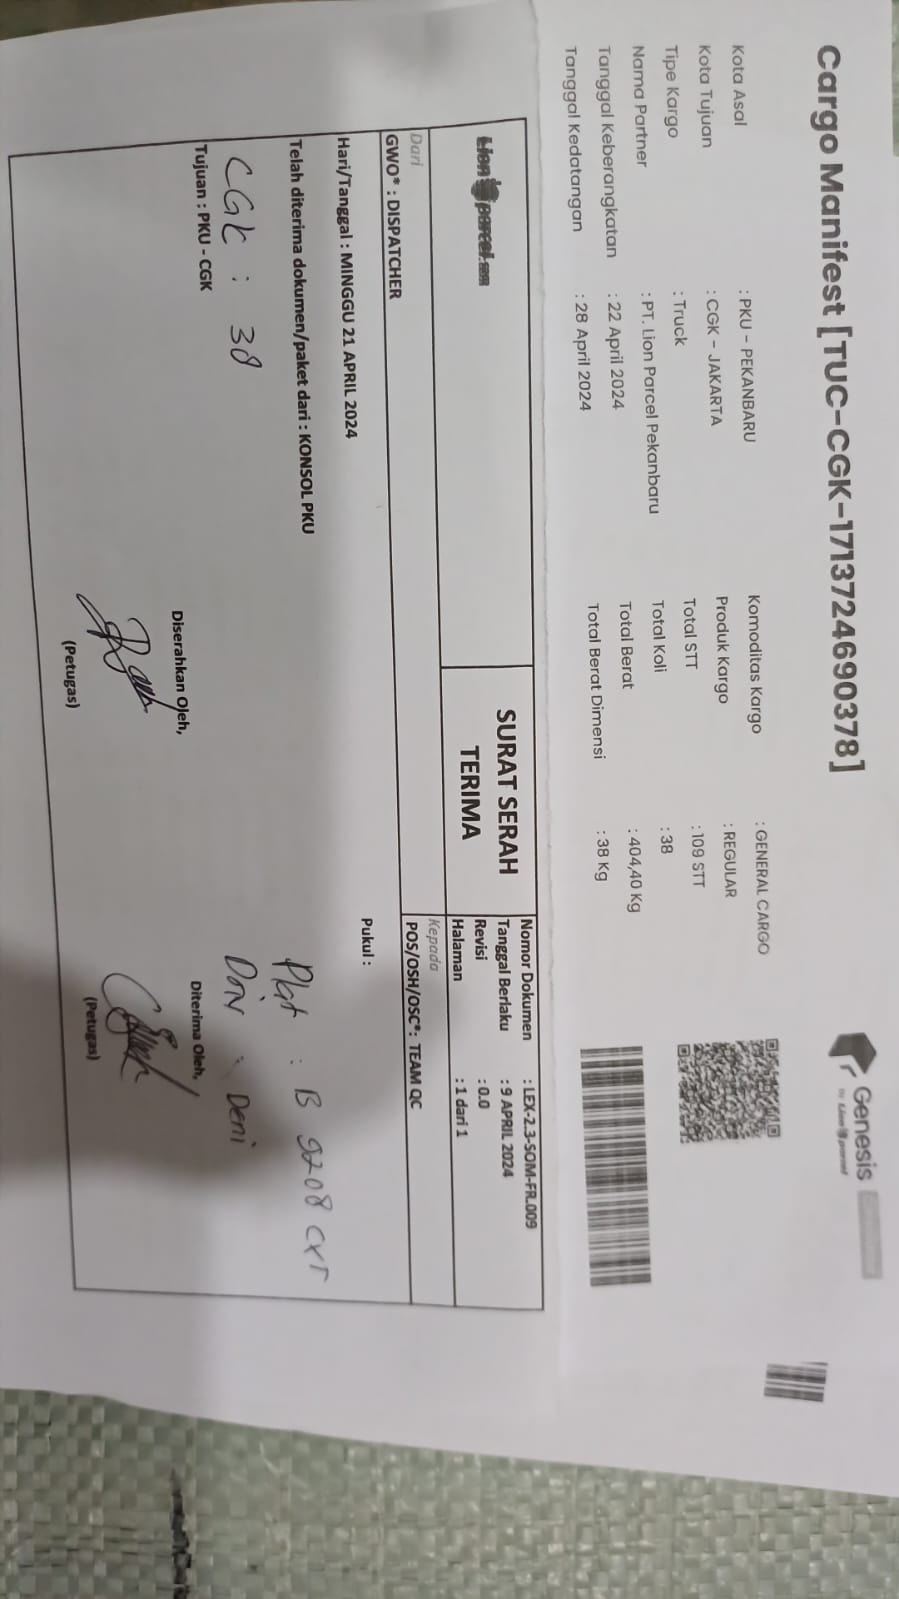 Cargo Manifest [TUC-CGK-1713724690378]
Genesis
by Lion parcel
Kota Asal : PKU - PEKANBARU
Kota Tujuan : CGK - JAKARTA
Tipe Kargo : Truck
Nama Partner : PT. Lion Parcel Pekanbaru
Tanggal Keberangkatan : 22 April 2024
Tanggal Kedatangan : 28 April 2024
Komoditas Kargo : GENERAL CARGO
Produk Kargo : REGULAR
Total STT : 109 STT
Total Koli : 38
Total Berat : 404,40 Kg
Total Berat Dimensi : 38 Kg
Lion parcel
SURAT SERAH
TERIMA
Nomor Dokumen : LEX-2.3-SOM-FR.009
Tanggal Berlaku : 9 APRIL 2024
Revisi : 0.0
Halaman : 1 dari 1
Dari
GWO* : DISPATCHER
Kepada
POS/OSH/OSC* : TEAM QC
Hari/Tanggal : MINGGU 21 APRIL 2024
Pukul :
Telah diterima dokumen/paket dari : KONSOL PKU
Plat : B 9208 CXT
CGK : 38
Driv : Deni
Tujuan : PKU - CGK
Diserahkan Oleh,
Diterima Oleh,
(Petugas)
(Petugas)